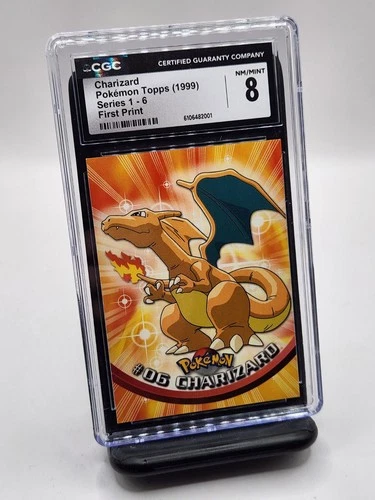 CGC
CERTIFIED GUARANTY COMPANY
Charizard
Pokémon Topps (1999)
Series 1 - 6
First Print
NM/MINT
8
6106482001
POKéMON
#06 CHARIZARD